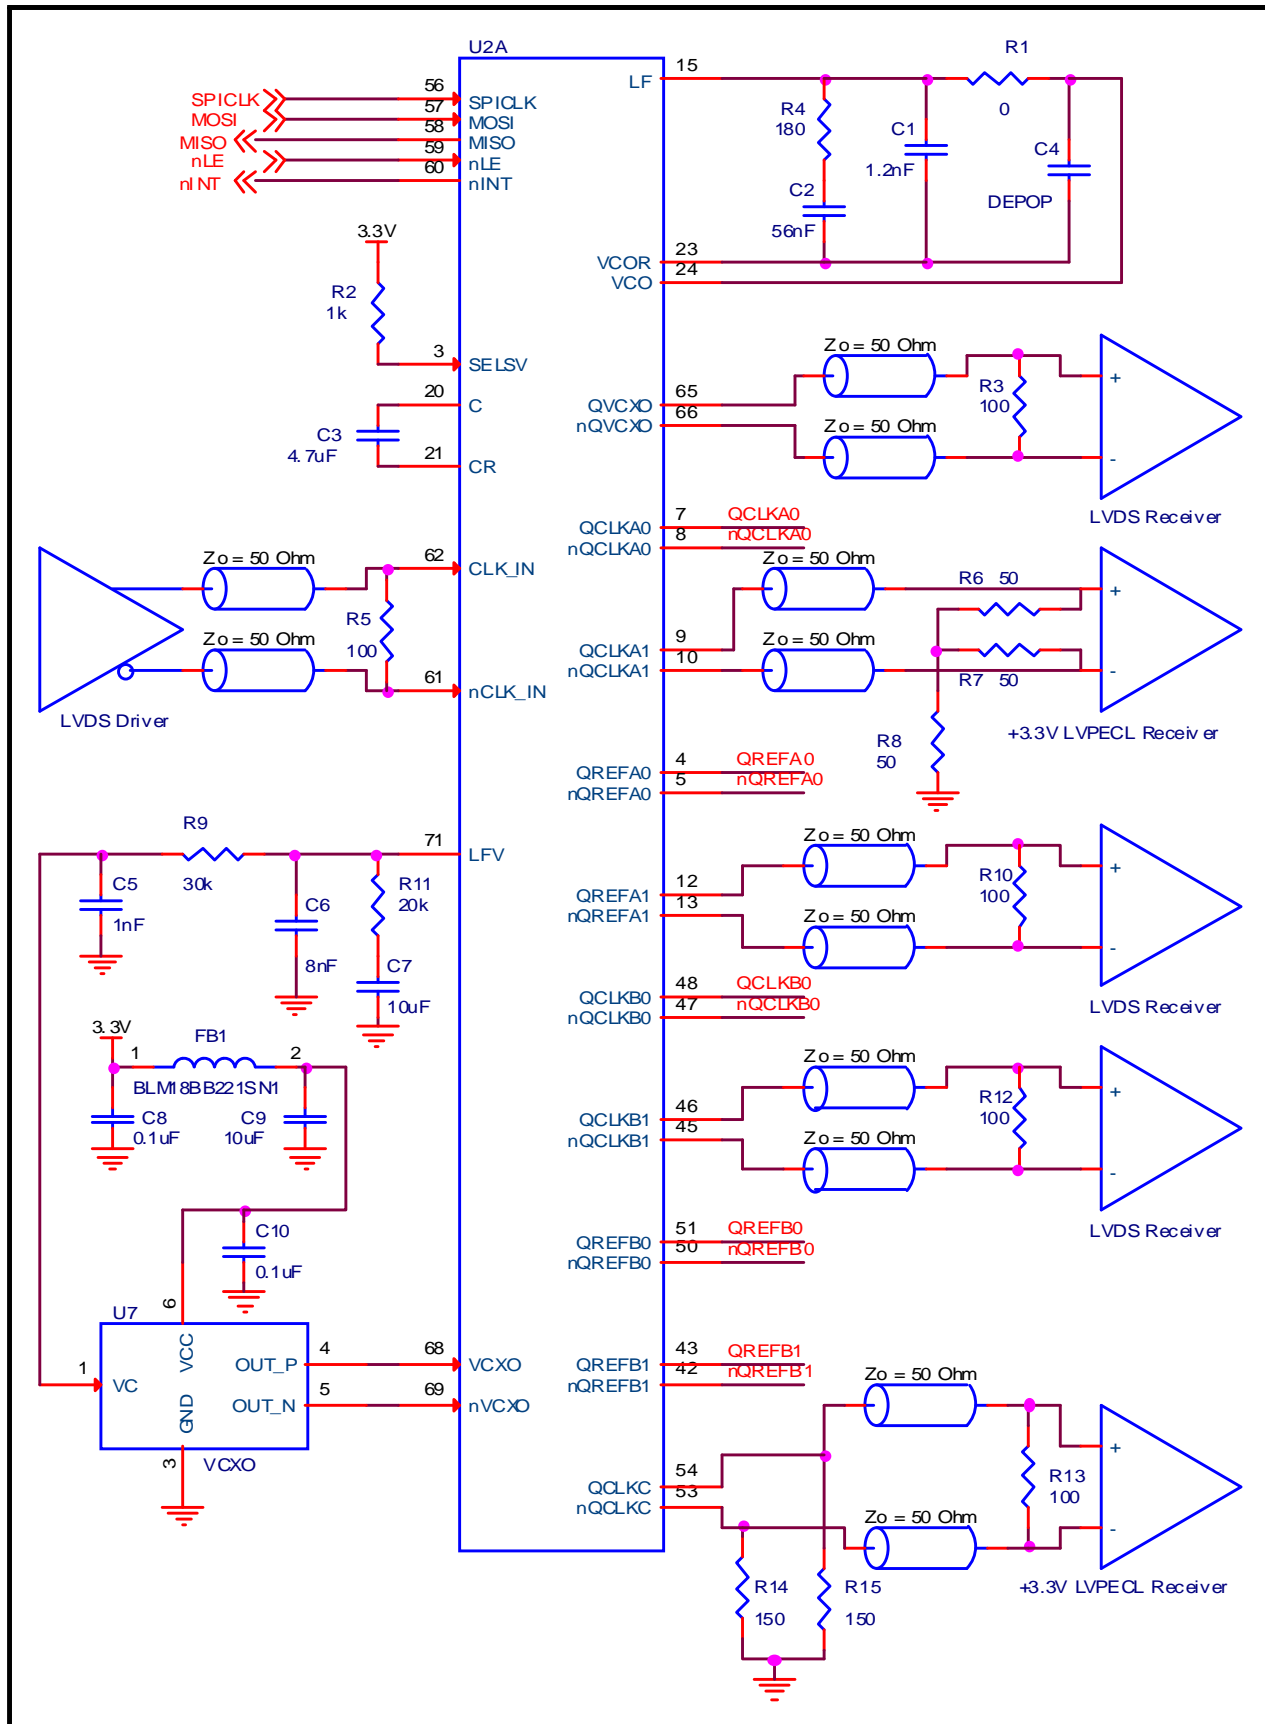 U2A
R1
15
LF
0
56
SPICLK
SPICLK
57
MOSI
MOSI
58
MISO
MISO
59
nLE
nLE
60
nINT
nINT
R4
180
C1
1.2nF
C4
DEPOP
C2
56nF
3.3V
R2
1k
23
VCOR
24
VCO
3
SELSV
20
C
C3
4.7uF
21
CR
Zo = 50 Ohm
65
QVCXO
66
nQVCXO
R3
100
Zo = 50 Ohm
+
-
LVDS Receiver
7
QCLKA0
QCLKA0
8
nQCLKA0
nQCLKA0
Zo = 50 Ohm
62
CLK_IN
R5
100
Zo = 50 Ohm
61
nCLK_IN
LVDS Driver
Zo = 50 Ohm
R6 50
9
QCLKA1
10
nQCLKA1
Zo = 50 Ohm
R7 50
+
-
R8
50
+3.3V LVPECL Receiver
4
QREFA0
QREFA0
5
nQREFA0
nQREFA0
R9
30k
71
LFV
C5
1nF
C6
8nF
R11
20k
C7
10uF
Zo = 50 Ohm
12
QREFA1
13
nQREFA1
R10
100
Zo = 50 Ohm
+
-
LVDS Receiver
48
QCLKB0
QCLKB0
47
nQCLKB0
nQCLKB0
3.3V
1
FB1
2
BLM18BB221SN1
C8
0.1uF
C9
10uF
Zo = 50 Ohm
46
QCLKB1
45
nQCLKB1
R12
100
Zo = 50 Ohm
+
-
LVDS Receiver
C10
0.1uF
51
QREFB0
QREFB0
50
nQREFB0
nQREFB0
U7
6
VCC
1
VC
OUT_P
4
OUT_N
5
GND
3
VCXO
68
VCXO
69
nVCXO
43
QREFB1
QREFB1
42
nQREFB1
nQREFB1
Zo = 50 Ohm
54
QCLKC
53
nQCLKC
R13
100
Zo = 50 Ohm
+
-
R14
150
R15
150
+3.3V LVPECL Receiver